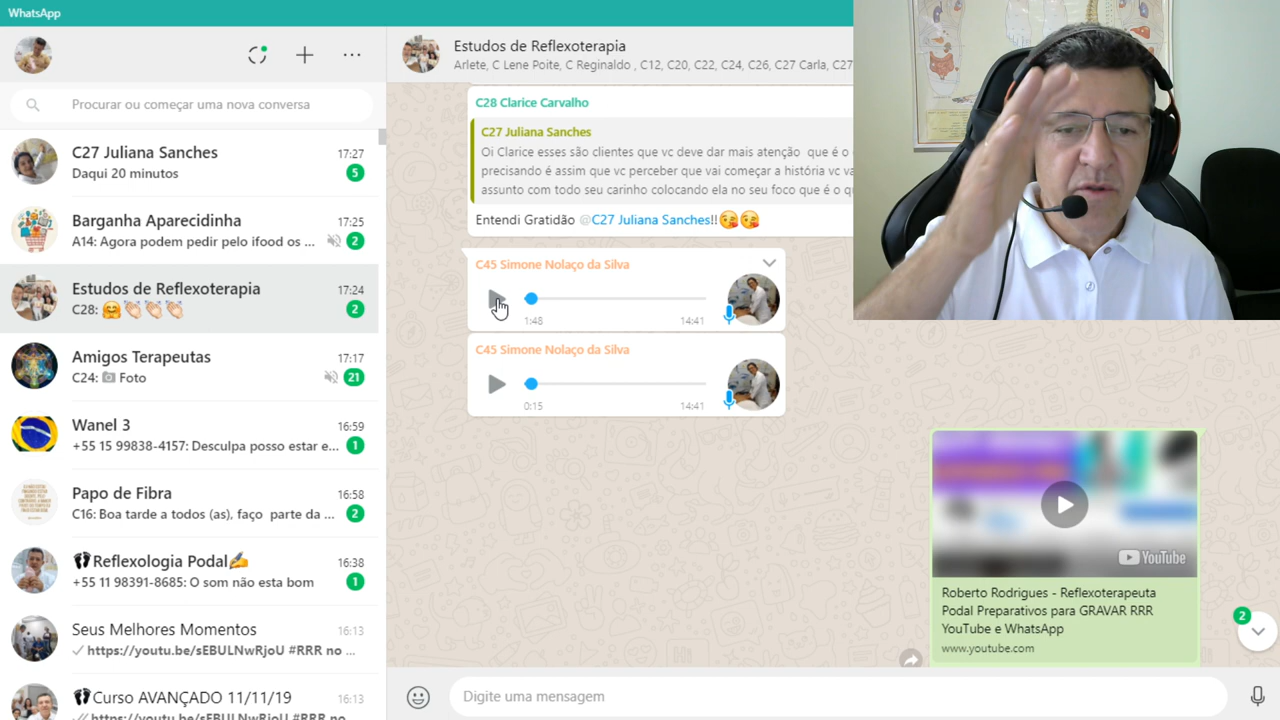 WhatsApp
Procurar ou começar uma nova conversa
C27 Juliana Sanches
17:27
Daqui 20 minutos
5
Barganha Aparecidinha
17:25
A14: Agora podem pedir pelo ifood os ...
2
Estudos de Reflexoterapia
17:24
C28: 🤗👏🏻👏🏻👏🏻
2
Amigos Terapeutas
17:17
C24: 📷 Foto
21
Wanel 3
16:59
+55 15 99838-4157: Desculpa posso estar e...
1
Papo de Fibra
16:58
C16: Boa tarde a todos (as), faço parte da ...
2
👣Reflexologia Podal✍
16:38
+55 11 98391-8685: O som não esta bom
1
Seus Melhores Momentos
16:13
https://youtu.be/sEBULNwRjoU #RRR no ...
👣Curso AVANÇADO 11/11/19
16:13
https://youtu.be/sEBULNwRjoU #RRR no
Estudos de Reflexoterapia
Arlete, C Lene Poite, C Reginaldo , C12, C20, C22, C24, C26, C27 Carla, C27
C28 Clarice Carvalho
C27 Juliana Sanches
Oi Clarice esses são clientes que vc deve dar mais atenção que é o
precisando é assim que vc perceber que vai começar a história vc va
assunto com todo seu carinho colocando ela no seu foco que é o q
Entendi Gratidão @C27 Juliana Sanches!!😘😘
C45 Simone Nolaço da Silva
1:48
14:41
C45 Simone Nolaço da Silva
0:15
14:41
YouTube
Roberto Rodrigues - Reflexoterapeuta
Podal Preparativos para GRAVAR RRR
YouTube e WhatsApp
www.youtube.com
2
Digite uma mensagem